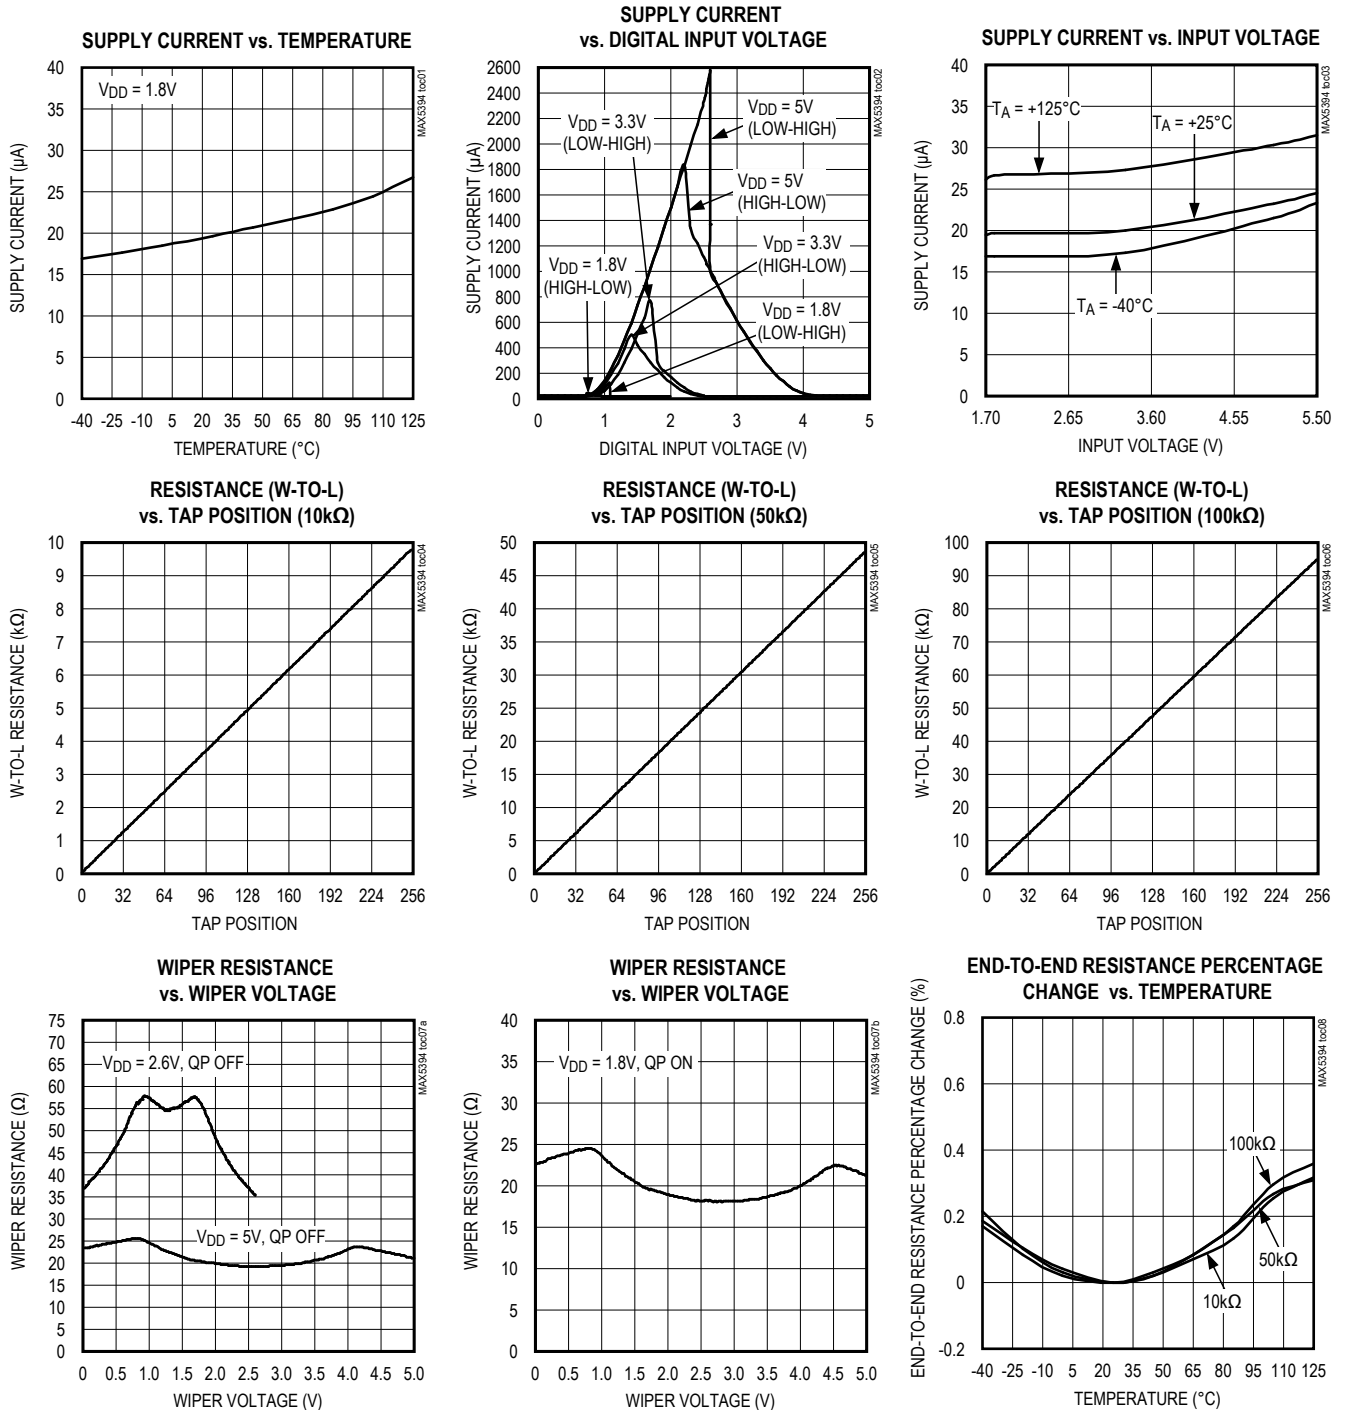 SUPPLY CURRENT vs. TEMPERATURE
MAX5394 toc01
VDD = 1.8V
SUPPLY CURRENT (µA)
40
35
30
25
20
15
10
5
0
-40 -25 -10 5 20 35 50 65 80 95 110 125
TEMPERATURE (°C)
SUPPLY CURRENT
vs. DIGITAL INPUT VOLTAGE
MAX5394 toc02
SUPPLY CURRENT (µA)
2600
2400
2200
2000
1800
1600
1400
1200
1000
800
600
400
200
0
VDD = 5V
(LOW-HIGH)
VDD = 3.3V
(LOW-HIGH)
VDD = 5V
(HIGH-LOW)
VDD = 3.3V
(HIGH-LOW)
VDD = 1.8V
(HIGH-LOW)
VDD = 1.8V
(LOW-HIGH)
0 1 2 3 4 5
DIGITAL INPUT VOLTAGE (V)
SUPPLY CURRENT vs. INPUT VOLTAGE
MAX5394 toc03
SUPPLY CURRENT (µA)
40
35
30
25
20
15
10
5
0
TA = +125°C
TA = +25°C
TA = -40°C
1.70 2.65 3.60 4.55 5.50
INPUT VOLTAGE (V)
RESISTANCE (W-TO-L)
vs. TAP POSITION (10kΩ)
MAX5394 toc04
W-TO-L RESISTANCE (kΩ)
10
9
8
7
6
5
4
3
2
1
0
0 32 64 96 128 160 192 224 256
TAP POSITION
RESISTANCE (W-TO-L)
vs. TAP POSITION (50kΩ)
MAX5394 toc05
W-TO-L RESISTANCE (kΩ)
50
45
40
35
30
25
20
15
10
5
0
0 32 64 96 128 160 192 224 256
TAP POSITION
RESISTANCE (W-TO-L)
vs. TAP POSITION (100kΩ)
MAX5394 toc06
W-TO-L RESISTANCE (kΩ)
100
90
80
70
60
50
40
30
20
10
0
0 32 64 96 128 160 192 224 256
TAP POSITION
WIPER RESISTANCE
vs. WIPER VOLTAGE
MAX5394 toc07a
WIPER RESISTANCE (Ω)
75
70
65
60
55
50
45
40
35
30
25
20
15
10
5
0
VDD = 2.6V, QP OFF
VDD = 5V, QP OFF
0 0.5 1.0 1.5 2.0 2.5 3.0 3.5 4.0 4.5 5.0
WIPER VOLTAGE (V)
WIPER RESISTANCE
vs. WIPER VOLTAGE
MAX5394 toc07b
WIPER RESISTANCE (Ω)
40
35
30
25
20
15
10
5
0
VDD = 1.8V, QP ON
0 0.5 1.0 1.5 2.0 2.5 3.0 3.5 4.0 4.5 5.0
WIPER VOLTAGE (V)
END-TO-END RESISTANCE PERCENTAGE
CHANGE vs. TEMPERATURE
MAX5394 toc08
END-TO-END RESISTANCE PERCENTAGE CHANGE (%)
0.8
0.6
0.4
0.2
0
-0.2
100kΩ
50kΩ
10kΩ
-40 -25 -10 5 20 35 50 65 80 95 110 125
TEMPERATURE (°C)